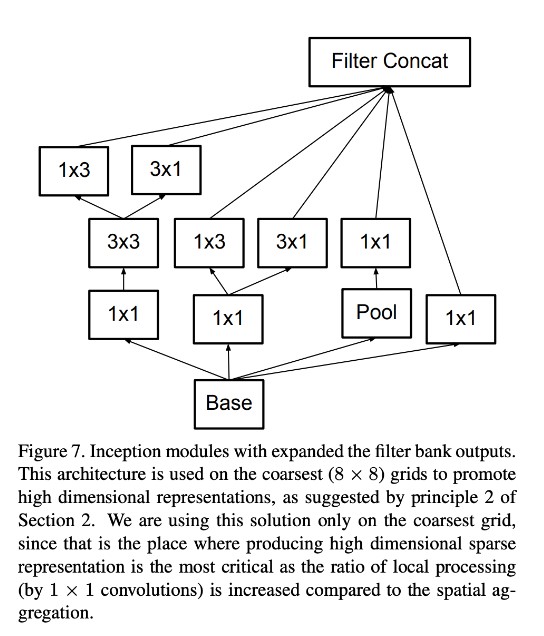 Filter Concat
1x3
3x1
3x3
1x3
3x1
1x1
1x1
1x1
Pool
1x1
Base
Figure 7. Inception modules with expanded the filter bank outputs.
This architecture is used on the coarsest (8 × 8) grids to promote
high dimensional representations, as suggested by principle 2 of
Section 2. We are using this solution only on the coarsest grid,
since that is the place where producing high dimensional sparse
representation is the most critical as the ratio of local processing
(by 1 × 1 convolutions) is increased compared to the spatial ag-
gregation.